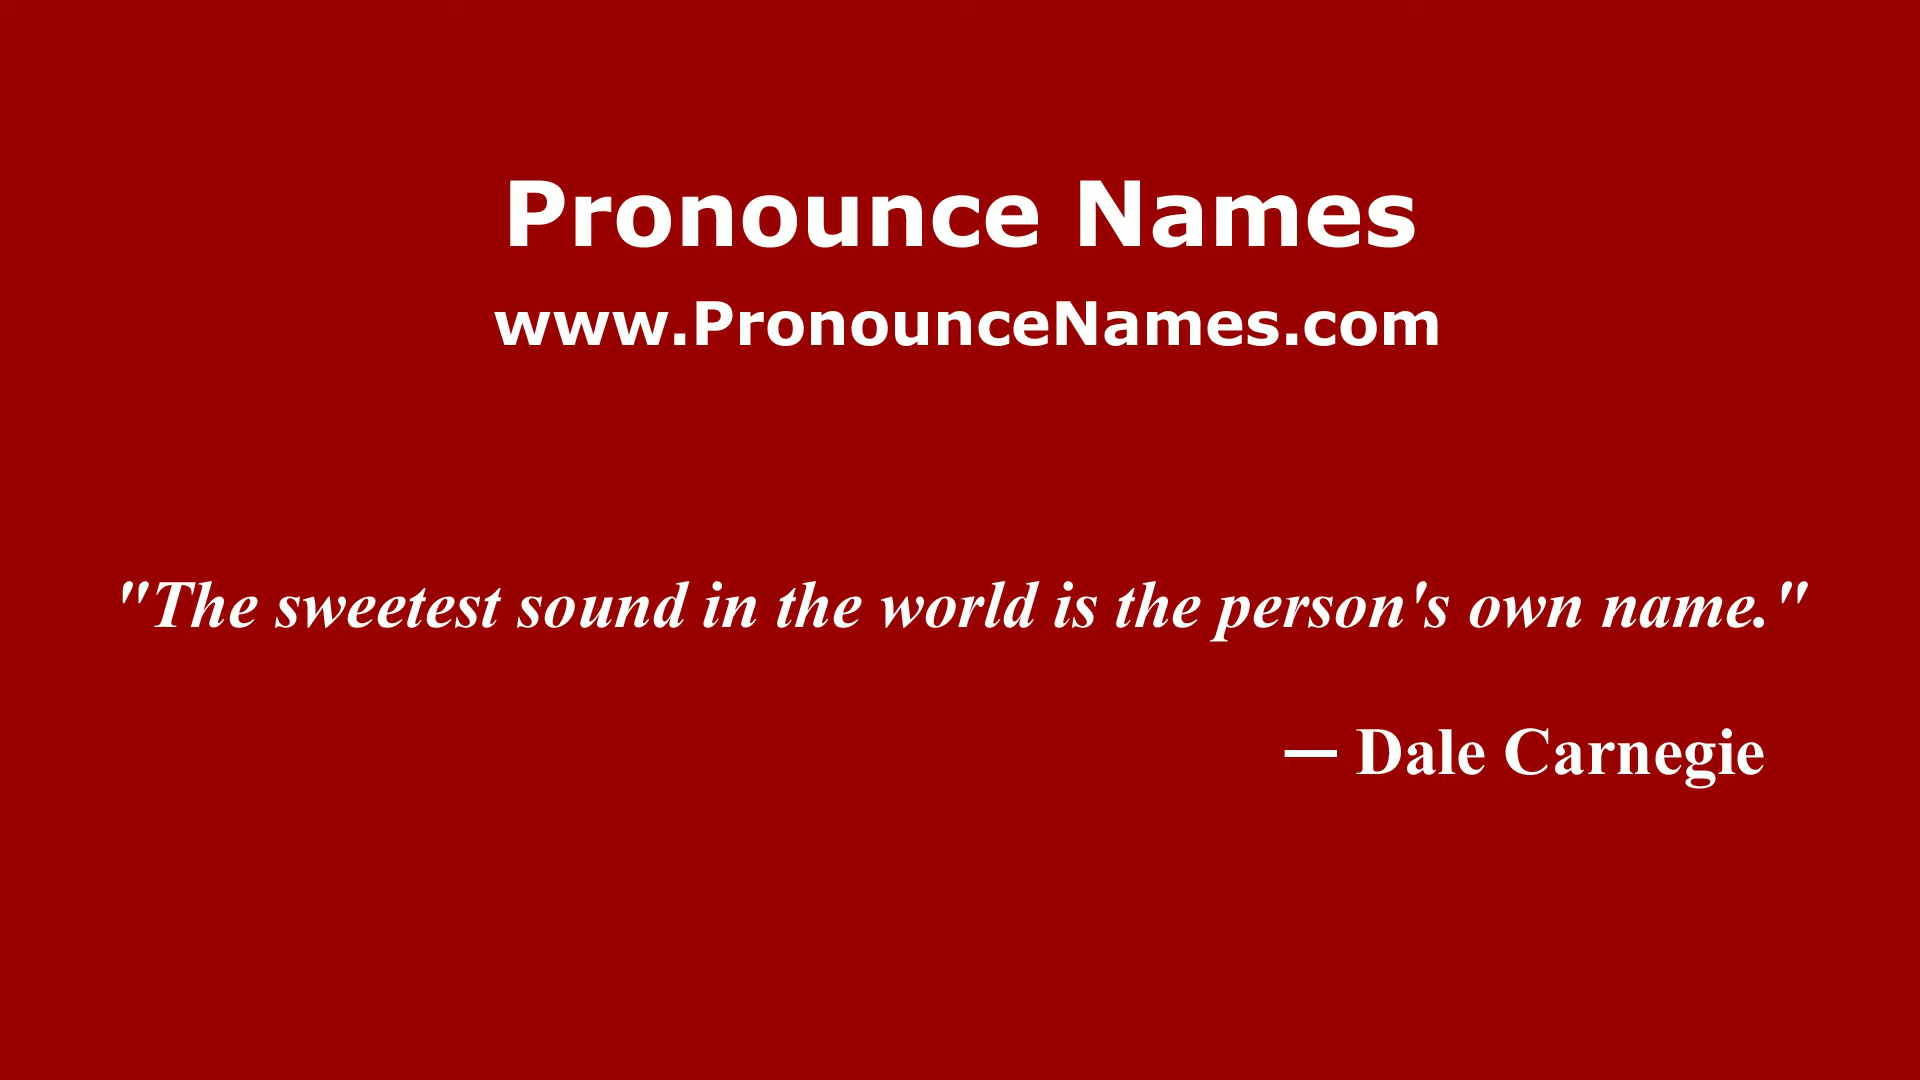 Pronounce Names
www.PronounceNames.com
"The sweetest sound in the world is the person's own name."
— Dale Carnegie